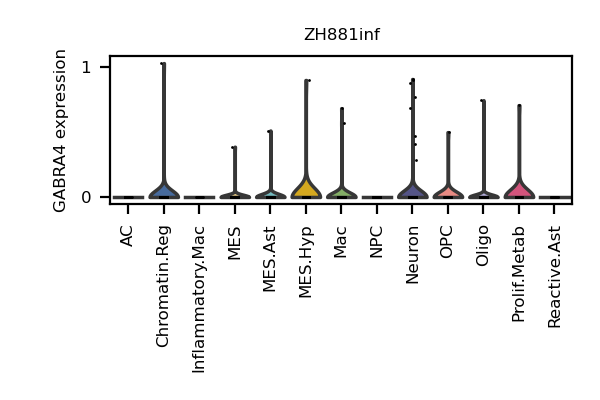 ZH881inf
GABRA4 expression
1
0
AC
Chromatin.Reg
Inflammatory.Mac
MES
MES.Ast
MES.Hyp
Mac
NPC
Neuron
OPC
Oligo
Prolif.Metab
Reactive.Ast